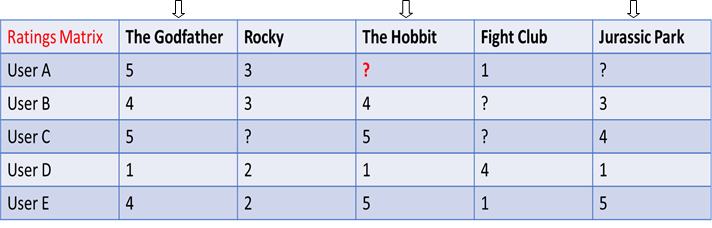 Ratings Matrix The Godfather Rocky The Hobbit Fight Club Jurassic Park
User A 5 3 ? 1 ?
User B 4 3 4 ? 3
User C 5 ? 5 ? 4
User D 1 2 1 4 1
User E 4 2 5 1 5